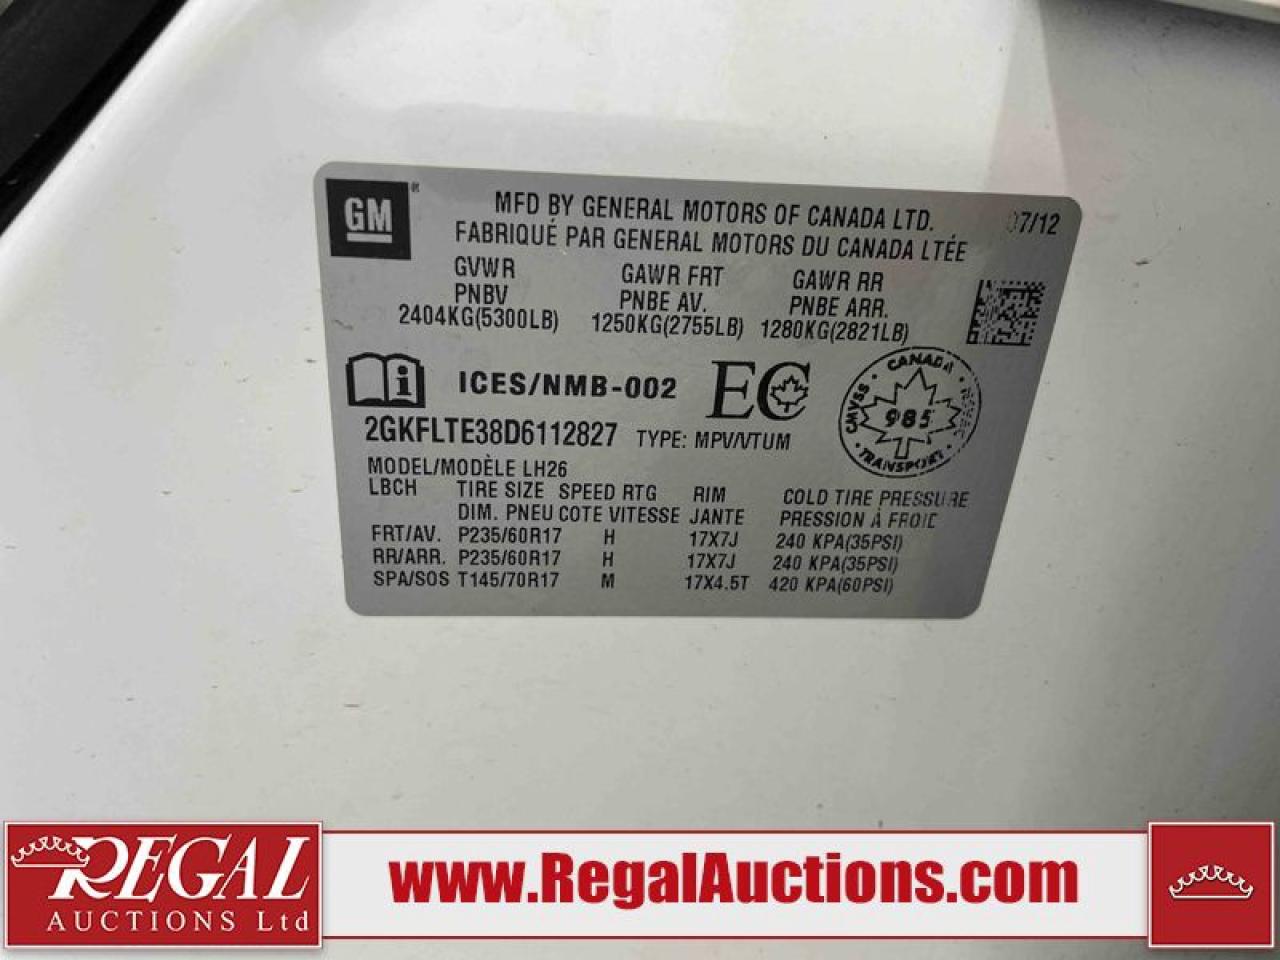 GM ®
MFD BY GENERAL MOTORS OF CANADA LTD. 07/12
FABRIQUÉ PAR GENERAL MOTORS DU CANADA LTÉE
GVWR GAWR FRT GAWR RR
PNBV PNBE AV. PNBE ARR.
2404KG(5300LB) 1250KG(2755LB) 1280KG(2821LB)
i ICES/NMB-002 EC
CANADA
CMVSS 985 NSVAC
TRANSPORT
2GKFLTE38D6112827 TYPE: MPV/VTUM
MODEL/MODÈLE LH26
LBCH TIRE SIZE SPEED RTG RIM COLD TIRE PRESSURE
DIM. PNEU COTE VITESSE JANTE PRESSION À FROID
FRT/AV. P235/60R17 H 17X7J 240 KPA(35PSI)
RR/ARR. P235/60R17 H 17X7J 240 KPA(35PSI)
SPA/SOS T145/70R17 M 17X4.5T 420 KPA(60PSI)
REGAL
AUCTIONS Ltd
www.RegalAuctions.com